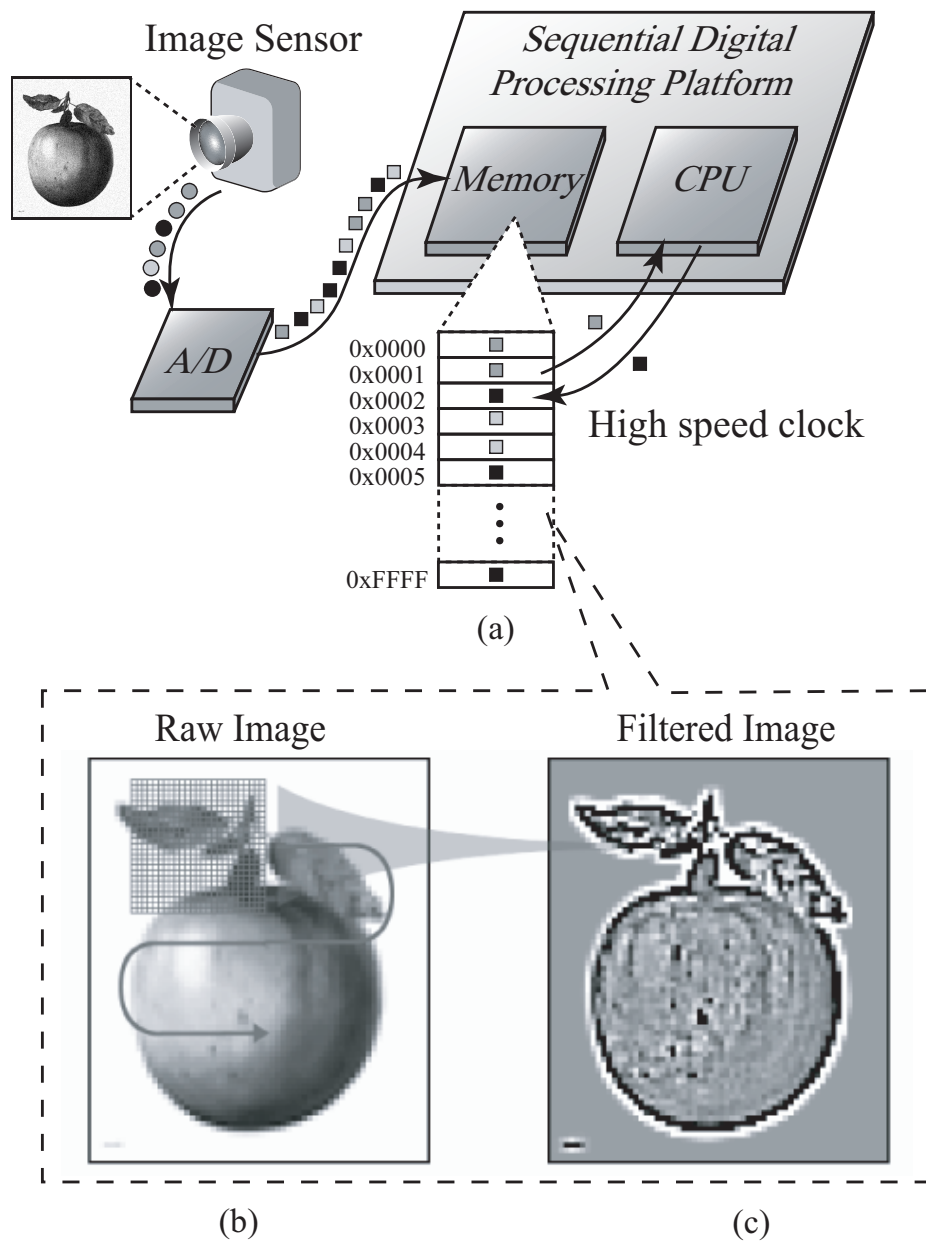 Image Sensor
Sequential Digital
Processing Platform
Memory
CPU
A/D
0x0000
0x0001
0x0002
0x0003
0x0004
0x0005
0xFFFF
High speed clock
(a)
Raw Image
Filtered Image
(b)
(c)